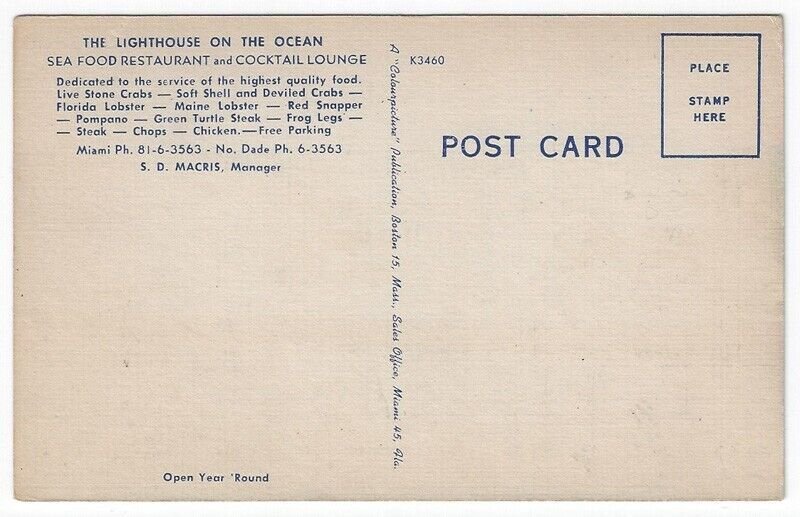 THE LIGHTHOUSE ON THE OCEAN
SEA FOOD RESTAURANT and COCKTAIL LOUNGE
Dedicated to the service of the highest quality food.
Live Stone Crabs — Soft Shell and Deviled Crabs —
Florida Lobster — Maine Lobster — Red Snapper
— Pompano — Green Turtle Steak — Frog Legs —
— Steak — Chops — Chicken.—Free Parking
Miami Ph. 81-6-3563 - No. Dade Ph. 6-3563
S. D. MACRIS, Manager
Open Year 'Round
A "Colourpicture" Publication, Boston 15, Mass., Sales Office, Miami 45, Fla.
K3460
POST CARD
PLACE
STAMP
HERE